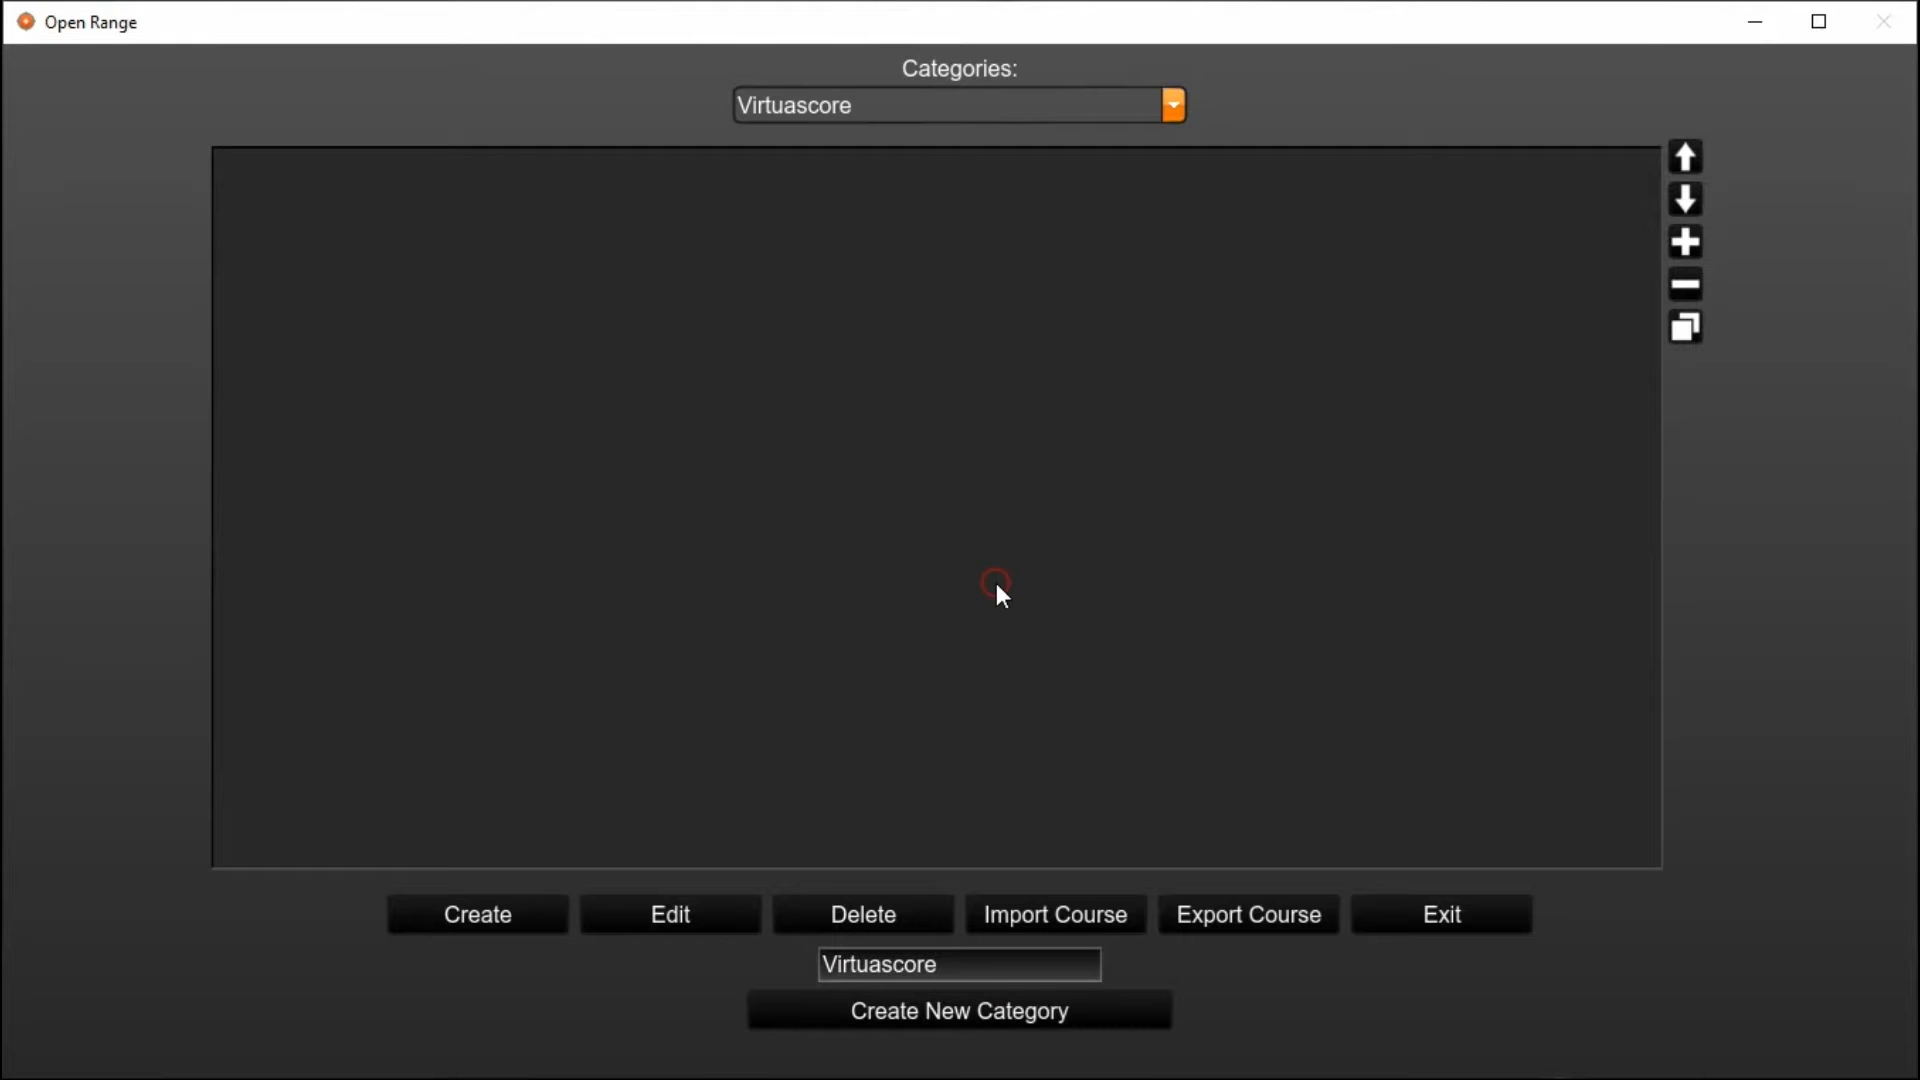 Open Range
Categories:
Virtuascore
Create
Edit
Delete
Import Course
Export Course
Exit
Virtuascore
Create New Category